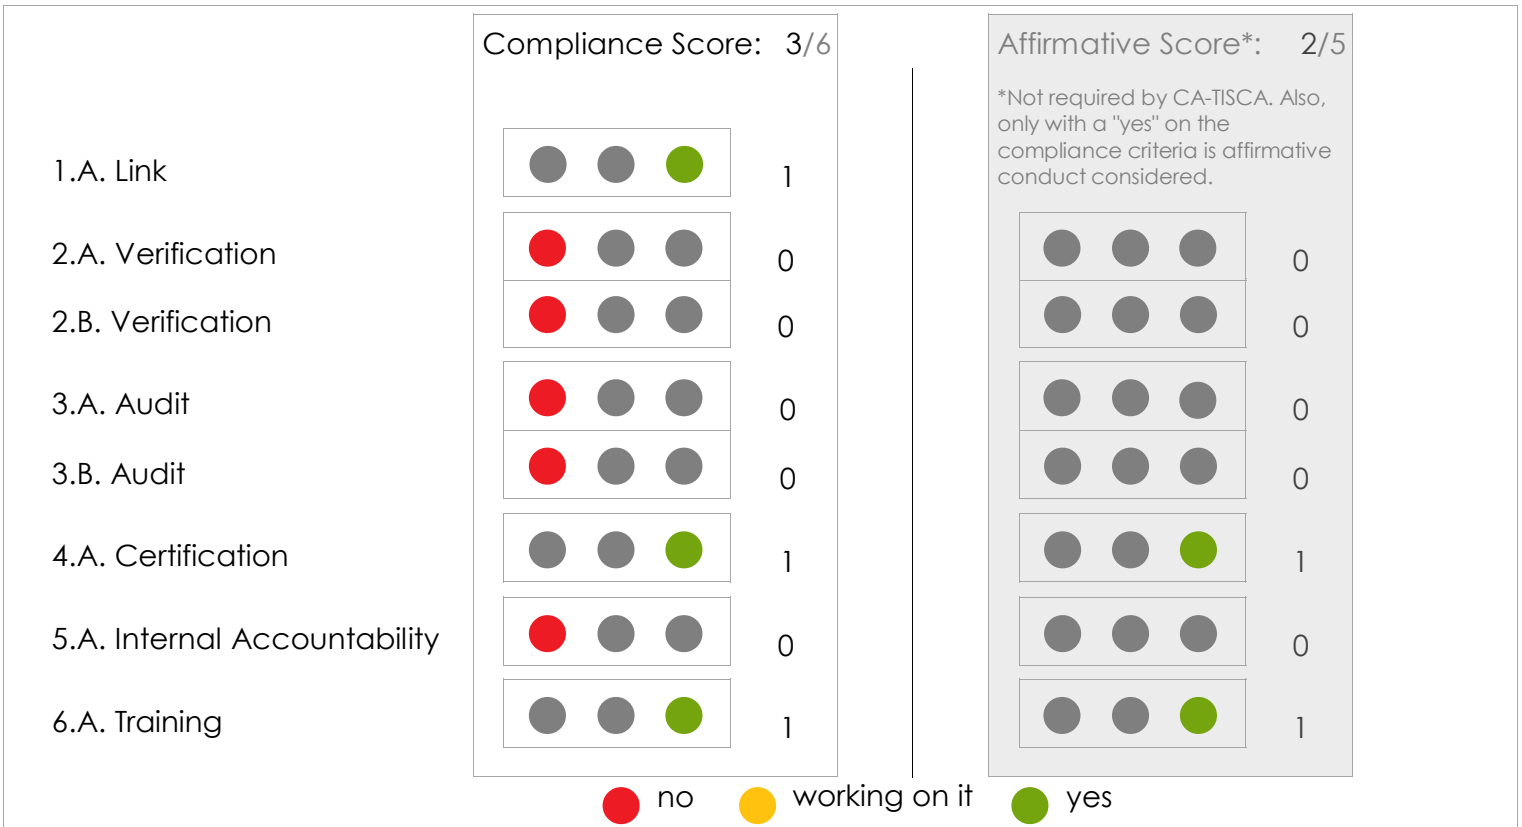 Compliance Score: 3/6
Affirmative Score*: 2/5
*Not required by CA-TISCA. Also,
only with a "yes" on the
compliance criteria is affirmative
conduct considered.
1.A. Link 1
2.A. Verification 0 0
2.B. Verification 0 0
3.A. Audit 0 0
3.B. Audit 0 0
4.A. Certification 1 1
5.A. Internal Accountability 0 0
6.A. Training 1 1
no working on it yes